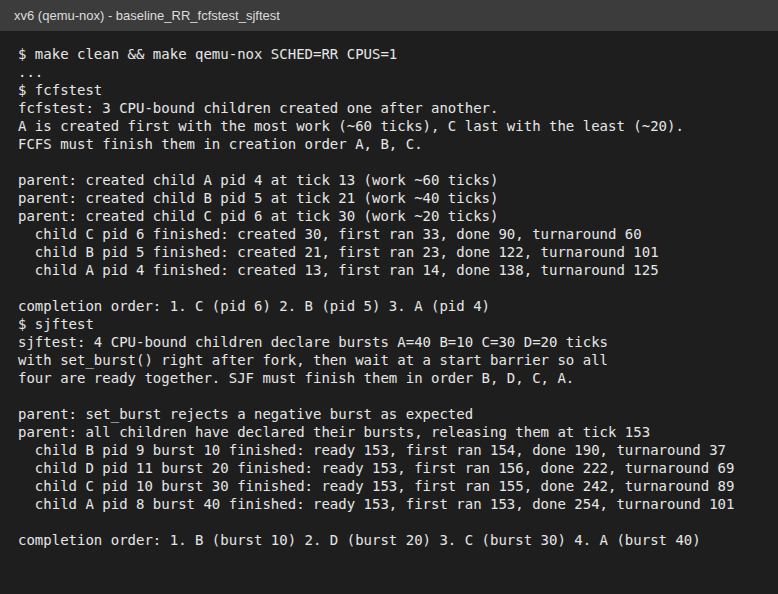 xv6 (qemu-nox) - baseline_RR_fcfstest_sjftest
$ make clean && make qemu-nox SCHED=RR CPUS=1
...
$ fcfstest
fcfstest: 3 CPU-bound children created one after another.
A is created first with the most work (~60 ticks), C last with the least (~20).
FCFS must finish them in creation order A, B, C.
parent: created child A pid 4 at tick 13 (work ~60 ticks)
parent: created child B pid 5 at tick 21 (work ~40 ticks)
parent: created child C pid 6 at tick 30 (work ~20 ticks)
child C pid 6 finished: created 30, first ran 33, done 90, turnaround 60
child B pid 5 finished: created 21, first ran 23, done 122, turnaround 101
child A pid 4 finished: created 13, first ran 14, done 138, turnaround 125
completion order: 1. C (pid 6) 2. B (pid 5) 3. A (pid 4)
$ sjftest
sjftest: 4 CPU-bound children declare bursts A=40 B=10 C=30 D=20 ticks
with set_burst() right after fork, then wait at a start barrier so all
four are ready together. SJF must finish them in order B, D, C, A.
parent: set_burst rejects a negative burst as expected
parent: all children have declared their bursts, releasing them at tick 153
child B pid 9 burst 10 finished: ready 153, first ran 154, done 190, turnaround 37
child D pid 11 burst 20 finished: ready 153, first ran 156, done 222, turnaround 69
child C pid 10 burst 30 finished: ready 153, first ran 155, done 242, turnaround 89
child A pid 8 burst 40 finished: ready 153, first ran 153, done 254, turnaround 101
completion order: 1. B (burst 10) 2. D (burst 20) 3. C (burst 30) 4. A (burst 40)